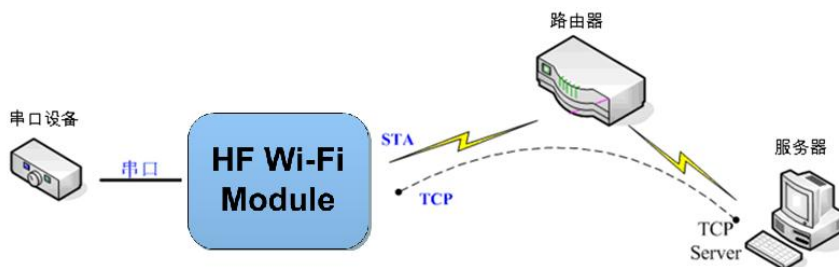 路由器
串口设备
串口
HF Wi-Fi
Module
STA
TCP
服务器
TCP
Server